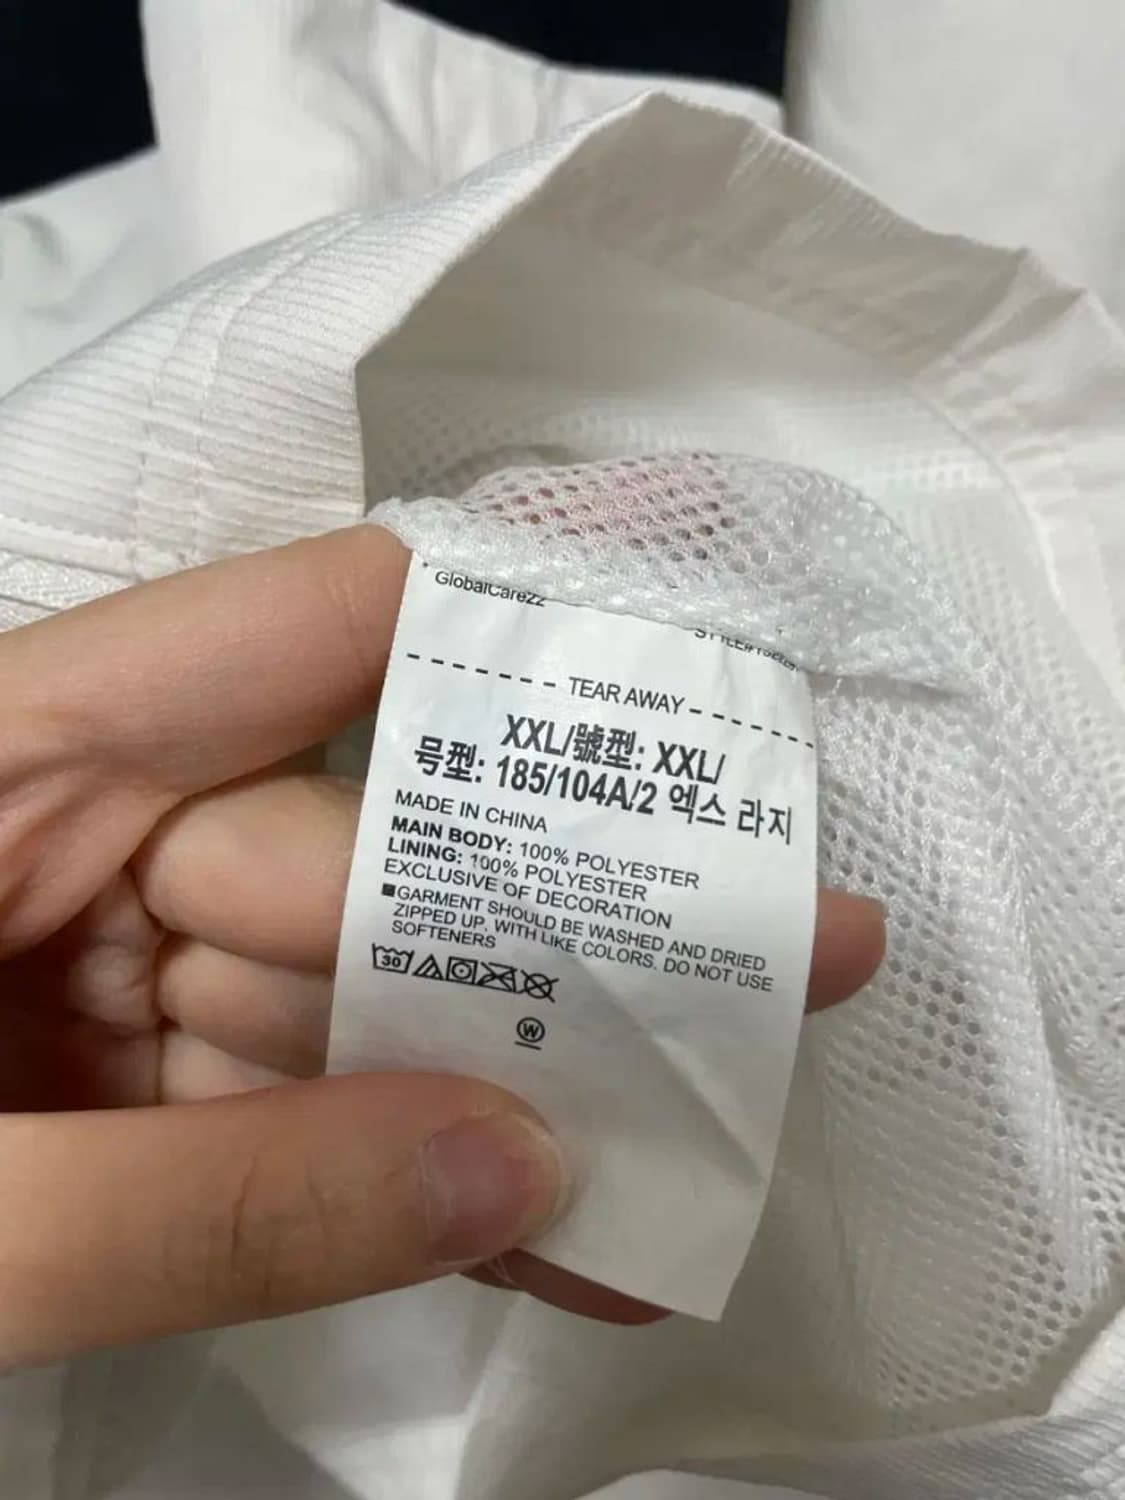 GlobalCare22
TEAR AWAY
XXL/號型: XXL/
号型: 185/104A/2 엑스 라지
MADE IN CHINA
MAIN BODY: 100% POLYESTER
LINING: 100% POLYESTER
EXCLUSIVE OF DECORATION
■GARMENT SHOULD BE WASHED AND DRIED
ZIPPED UP. WITH LIKE COLORS. DO NOT USE
SOFTENERS
30
W